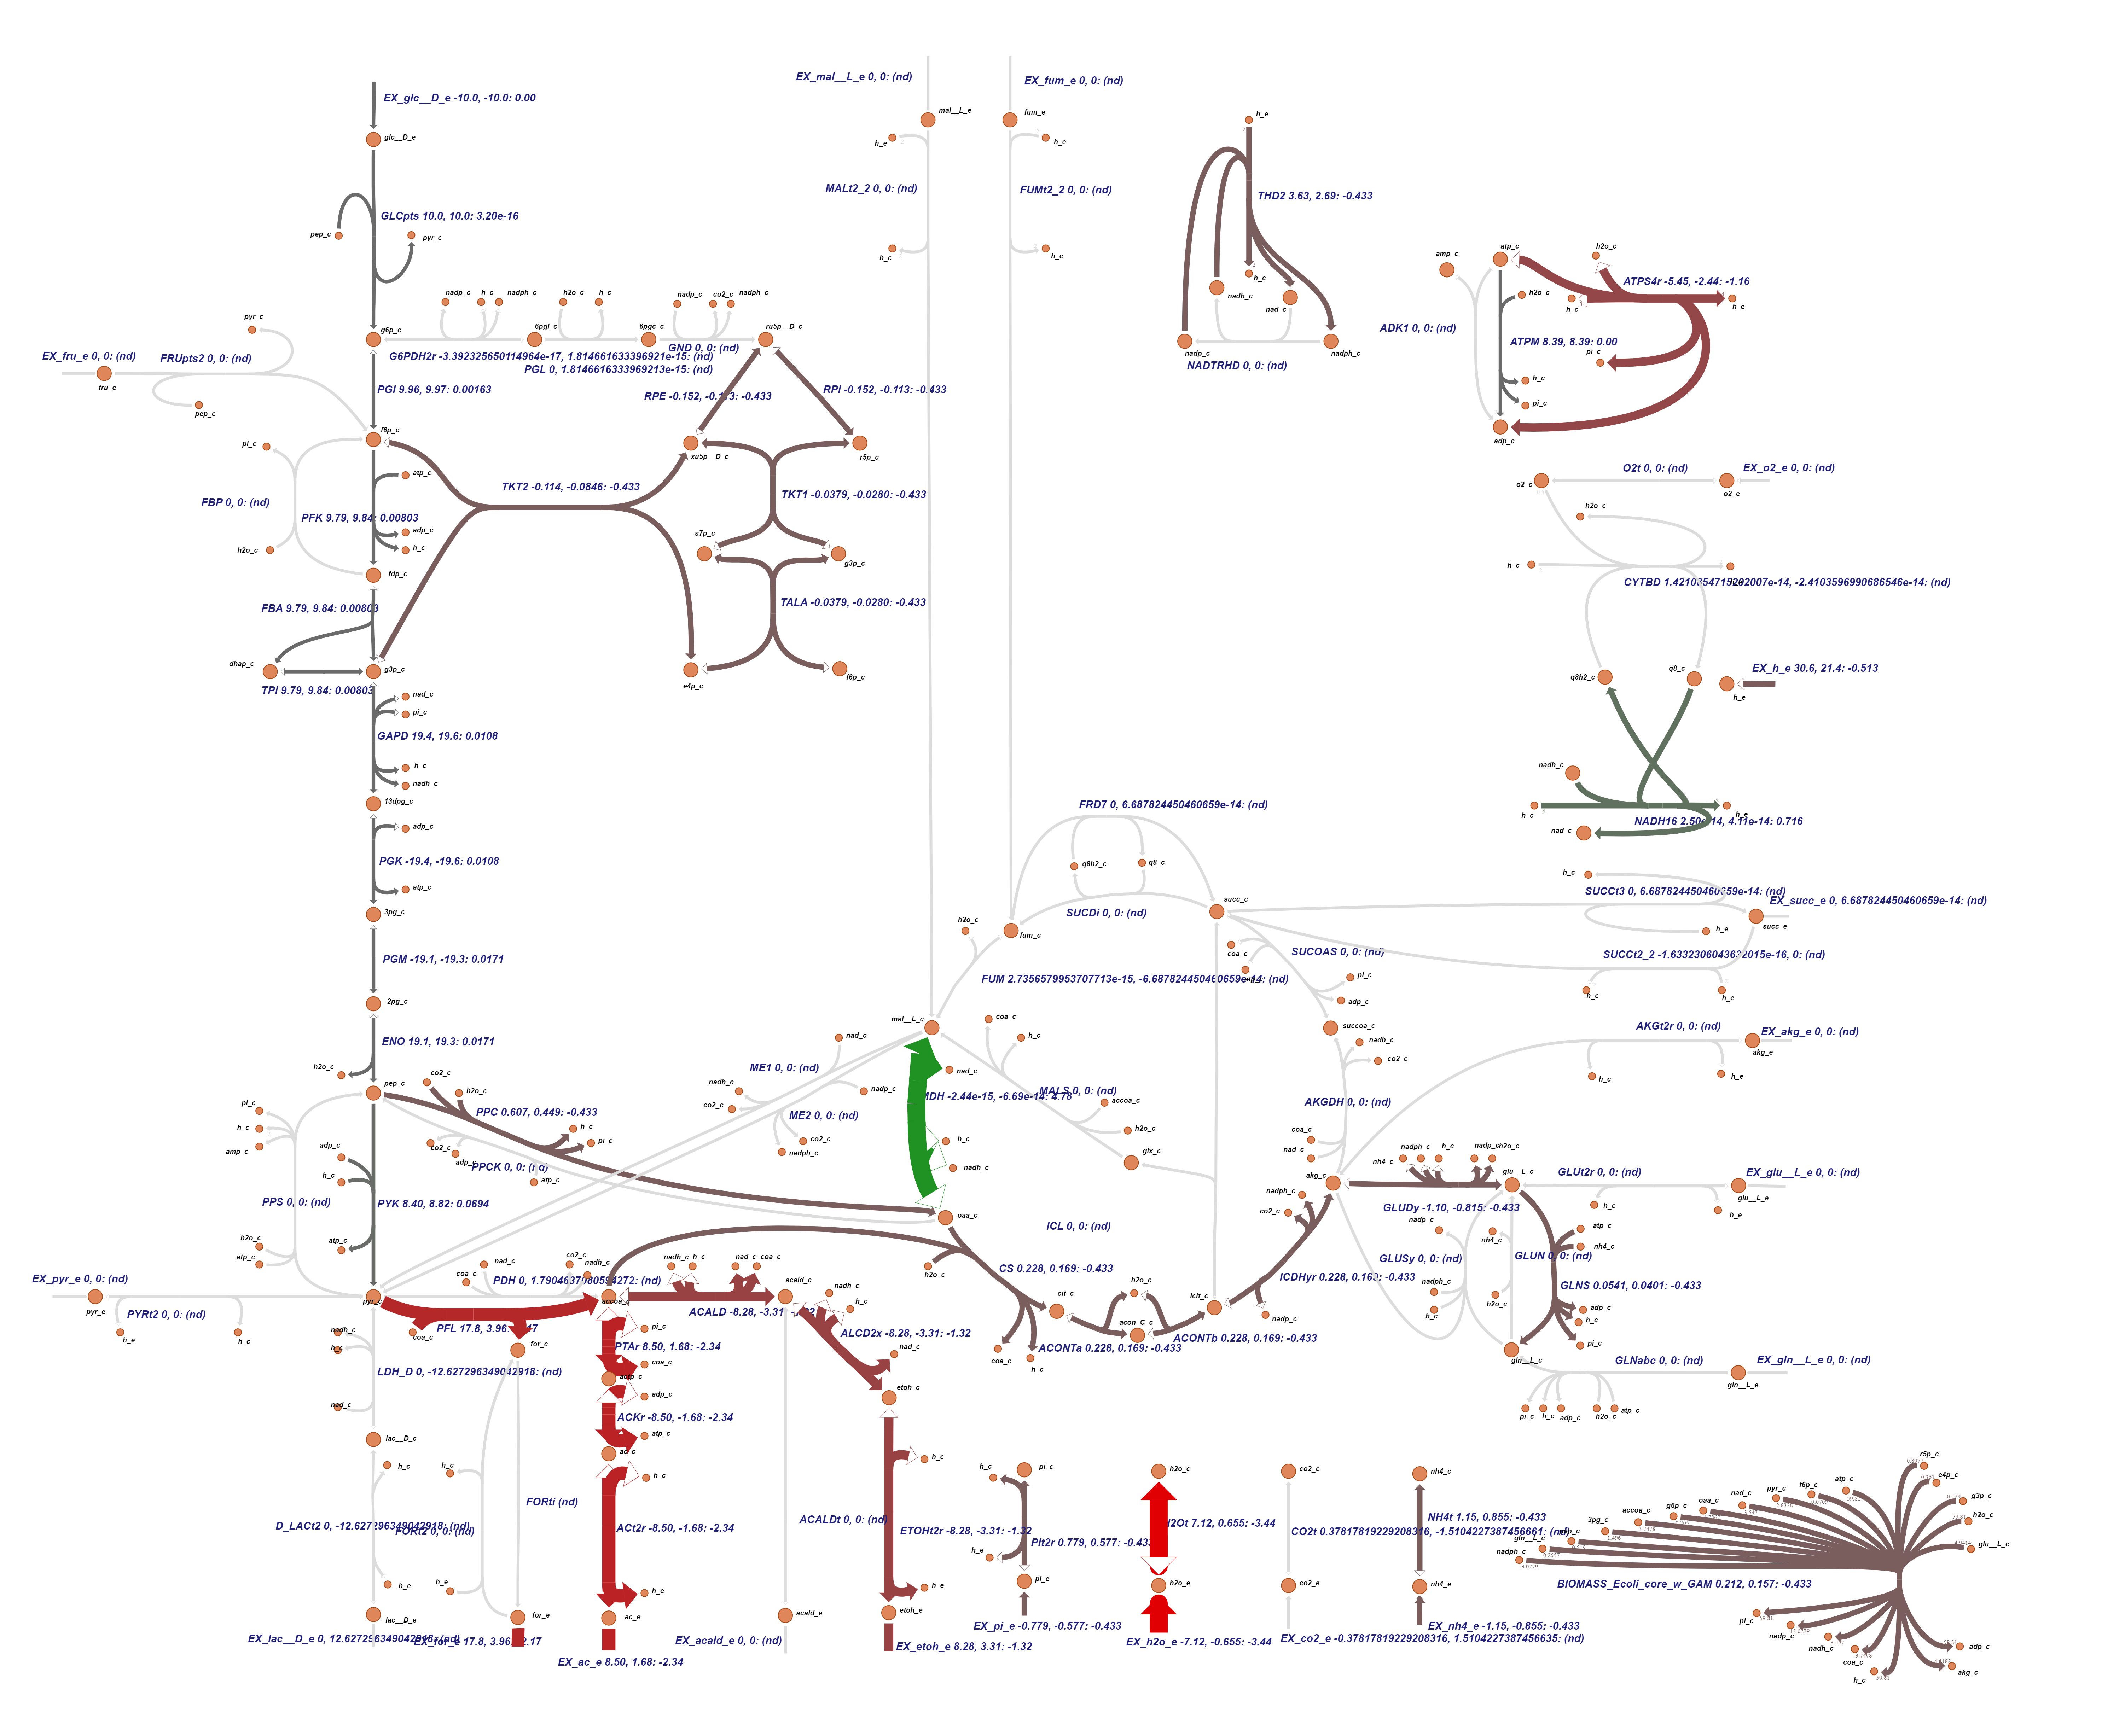 EX_mal__L_e 0, 0: (nd)
EX_fum_e 0, 0: (nd)
EX_glc__D_e -10.0, -10.0: 0.00
mal__L_e
fum_e
h_e
glc__D_e
h_e
h_e
MALt2_2 0, 0: (nd)
FUMt2_2 0, 0: (nd)
THD2 3.63, 2.69: -0.433
GLCpts 10.0, 10.0: 3.20e-16
pep_c
pyr_c
h_c
h_c
h_c
nadh_c
nad_c
nadp_c
nadph_c
NADTRHD 0, 0: (nd)
amp_c
atp_c
h2o_c
ATPS4r -5.45, -2.44: -1.16
h2o_c
h_c
h_e
ADK1 0, 0: (nd)
ATPM 8.39, 8.39: 0.00
pi_c
h_c
pi_c
adp_c
nadp_c
h_c
nadph_c
h2o_c
h_c
nadp_c
co2_c
nadph_c
pyr_c
g6p_c
6pgl_c
6pgc_c
ru5p__D_c
EX_fru_e 0, 0: (nd)
FRUpts2 0, 0: (nd)
G6PDH2r -3.392325650114964e-17, 1.814661633396921e-15: (nd)
GND 0, 0: (nd)
PGL 0, 1.8146616333969213e-15: (nd)
fru_e
pep_c
PGI 9.96, 9.97: 0.00163
RPE -0.152, -0.113: -0.433
RPI -0.152, -0.113: -0.433
f6p_c
pi_c
xu5p__D_c
r5p_c
atp_c
TKT2 -0.114, -0.0846: -0.433
TKT1 -0.0379, -0.0280: -0.433
FBP 0, 0: (nd)
PFK 9.79, 9.84: 0.00803
adp_c
h_c
h2o_c
s7p_c
g3p_c
fdp_c
FBA 9.79, 9.84: 0.00803
TALA -0.0379, -0.0280: -0.433
dhap_c
g3p_c
e4p_c
f6p_c
TPI 9.79, 9.84: 0.00803
O2t 0, 0: (nd)
EX_o2_e 0, 0: (nd)
o2_c
o2_e
h2o_c
h_c
q8h2_c
q8_c
EX_h_e 30.6, 21.4: -0.513
h_e
nadh_c
h_c
h_e
nad_c
NADH16 2.50e-14, 4.11e-14: 0.716
nad_c
pi_c
GAPD 19.4, 19.6: 0.0108
h_c
nadh_c
13dpg_c
adp_c
PGK -19.4, -19.6: 0.0108
atp_c
3pg_c
PGM -19.1, -19.3: 0.0171
2pg_c
ENO 19.1, 19.3: 0.0171
h2o_c
pep_c
FRD7 0, 6.687824450460659e-14: (nd)
q8h2_c
q8_c
SUCDi 0, 0: (nd)
succ_c
h2o_c
fum_c
FUM 2.7356579953707713e-15, -6.687824450460659e-14: (nd)
coa_c
SUCOAS 0, 0: (nd)
pi_c
adp_c
h_c
SUCCt3 0, 6.687824450460659e-14: (nd)
EX_succ_e 0, 6.687824450460659e-14: (nd)
succ_e
h_e
SUCCt2_2 -1.6332306043632015e-16, 0: (nd)
h_c
h_e
succoa_c
nadh_c
co2_c
AKGt2r 0, 0: (nd)
EX_akg_e 0, 0: (nd)
akg_e
h_c
h_e
mal__L_c
coa_c
h_c
nad_c
ME1 0, 0: (nd)
nadh_c
co2_c
nadp_c
ME2 0, 0: (nd)
co2_c
nadph_c
nad_c
MDH -2.44e-15, -6.69e-14: 4.78
MALS 0, 0: (nd)
accoa_c
h2o_c
glx_c
h_c
nadh_c
AKGDH 0, 0: (nd)
coa_c
nad_c
akg_c
co2_c
h2o_c
PPC 0.607, 0.449: -0.433
h_c
pi_c
co2_c
PPCK 0, 0: (nd)
atp_c
pi_c
h_c
amp_c
adp_c
h_c
PPS 0, 0: (nd)
PYK 8.40, 8.82: 0.0694
h2o_c
atp_c
atp_c
oaa_c
ICL 0, 0: (nd)
nadph_c
co2_c
nh4_c
nadph_c
h_c
nadp_c
h2o_c
glu__L_c
GLUt2r 0, 0: (nd)
EX_glu__L_e 0, 0: (nd)
glu__L_e
h_c
h_e
GLUDy -1.10, -0.815: -0.433
nadp_c
nh4_c
atp_c
nh4_c
GLUSy 0, 0: (nd)
GLUN 0, 0: (nd)
GLNS 0.0541, 0.0401: -0.433
nadph_c
h_c
h2o_c
adp_c
h_c
pi_c
gln__L_c
GLNabc 0, 0: (nd)
EX_gln__L_e 0, 0: (nd)
gln__L_e
pi_c
h_c
adp_c
h2o_c
atp_c
EX_pyr_e 0, 0: (nd)
pyr_e
PYRt2 0, 0: (nd)
h_e
h_c
pyr_c
coa_c
nad_c
co2_c
nadh_c
PDH 0, 1.7904637080594272: (nd)
accoa_c
nadh_c
h_c
nad_c
coa_c
acald_c
nadh_c
h_c
h2o_c
CS 0.228, 0.169: -0.433
cit_c
h2o_c
icit_c
ICDHyr 0.228, 0.169: -0.433
nadp_c
acon_C_c
ACONTb 0.228, 0.169: -0.433
ACONTa 0.228, 0.169: -0.433
coa_c
h_c
nadh_c
h_c
coa_c
for_c
pi_c
PTAr 8.50, 1.68: -2.34
coa_c
ALCD2x -8.28, -3.31: -1.32
nad_c
etoh_c
LDH_D 0, -12.627296349042918: (nd)
nad_c
adp_c
ACKr -8.50, -1.68: -2.34
atp_c
ac_c
lac__D_c
h_c
h_c
h_c
h_c
FORti (nd)
D_LACt2 0, -12.627296349042918: (nd)
FORt2 0, 0: (nd)
ACt2r -8.50, -1.68: -2.34
ACALDt 0, 0: (nd)
ETOHt2r -8.28, -3.31: -1.32
h_e
h_e
h_e
h_e
lac__D_e
for_e
ac_e
acald_e
etoh_e
EX_lac__D_e 0, 12.627296349042918: (nd)
EX_ac_e 8.50, 1.68: -2.34
EX_acald_e 0, 0: (nd)
EX_etoh_e 8.28, 3.31: -1.32
h_c
pi_c
h2o_c
co2_c
nh4_c
PIt2r 0.779, 0.577: -0.433
H2Ot 7.12, 0.655: -3.44
CO2t 0.37817819229208316, -1.5104227387456661: (nd)
NH4t 1.15, 0.855: -0.433
h_e
pi_e
h2o_e
co2_e
nh4_e
EX_pi_e -0.779, -0.577: -0.433
EX_h2o_e -7.12, -0.655: -3.44
EX_co2_e -0.37817819229208316, 1.5104227387456635: (nd)
EX_nh4_e -1.15, -0.855: -0.433
r5p_c
e4p_c
g3p_c
h2o_c
glu__L_c
atp_c
f6p_c
pyr_c
nad_c
oaa_c
g6p_c
accoa_c
3pg_c
gln__L_c
nadph_c
BIOMASS_Ecoli_core_w_GAM 0.212, 0.157: -0.433
pi_c
nadp_c
nadh_c
coa_c
h_c
adp_c
akg_c